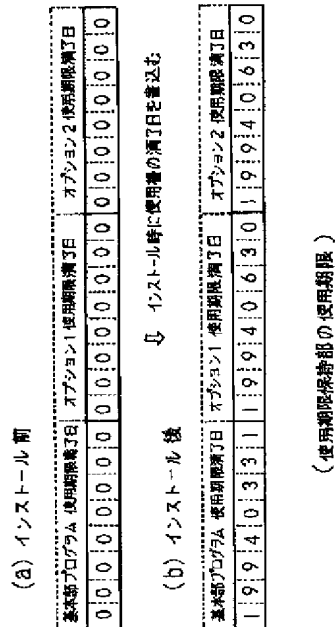 (a) インストール前
基本部プログラム 使用期限満了日 オプション1 使用期限満了日 オプション2 使用期限満了日
0 0 0 0 0 0 0 0 0 0 0 0 0 0 0 0 0 0 0 0 0 0 0 0
⇩ インストール時に使用権の満了日を書込む
(b) インストール後
基本部プログラム 使用期限満了日 オプション1 使用期限満了日 オプション2 使用期限満了日
1 9 9 4 0 3 3 1 1 9 9 4 0 6 3 0 1 9 9 4 0 6 3 0
(使用期限保持部の使用期限)